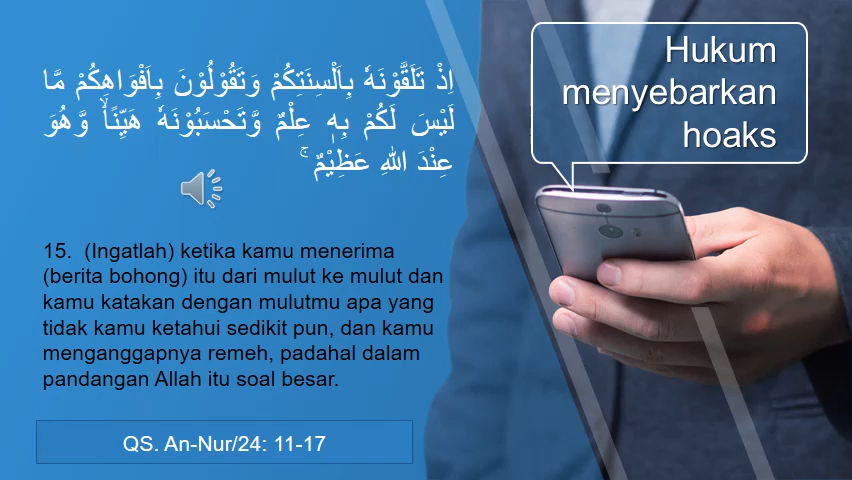 Hukum
menyebarkan
hoaks
اِذْ تَلَقَّوْنَهٗ بِاَلْسِنَتِكُمْ وَتَقُوْلُوْنَ بِاَفْوَاهِكُمْ مَّا
لَيْسَ لَكُمْ بِهٖ عِلْمٌ وَّتَحْسَبُوْنَهٗ هَيِّنًاۙ وَّهُوَ
عِنْدَ اللّٰهِ عَظِيْمٌ ۚ
15. (Ingatlah) ketika kamu menerima
(berita bohong) itu dari mulut ke mulut dan
kamu katakan dengan mulutmu apa yang
tidak kamu ketahui sedikit pun, dan kamu
menganggapnya remeh, padahal dalam
pandangan Allah itu soal besar.
QS. An-Nur/24: 11-17